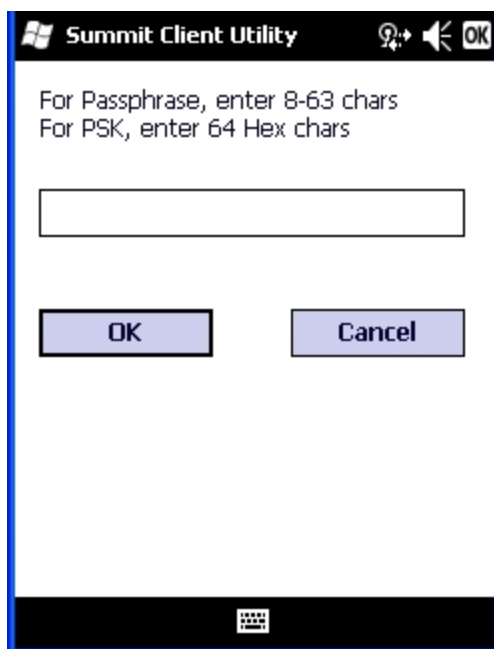 Summit Client Utility
OK
For Passphrase, enter 8-63 chars
For PSK, enter 64 Hex chars
OK
Cancel